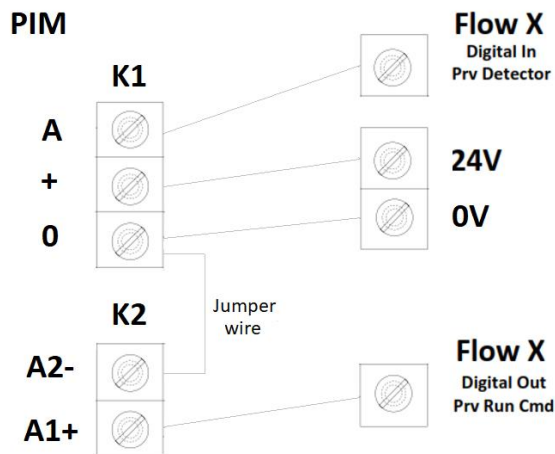 PIM
Flow X
Digital In
Prv Detector
K1
A
+
24V
0
0V
Jumper
wire
K2
Flow X
A2-
Digital Out
Prv Run Cmd
A1+